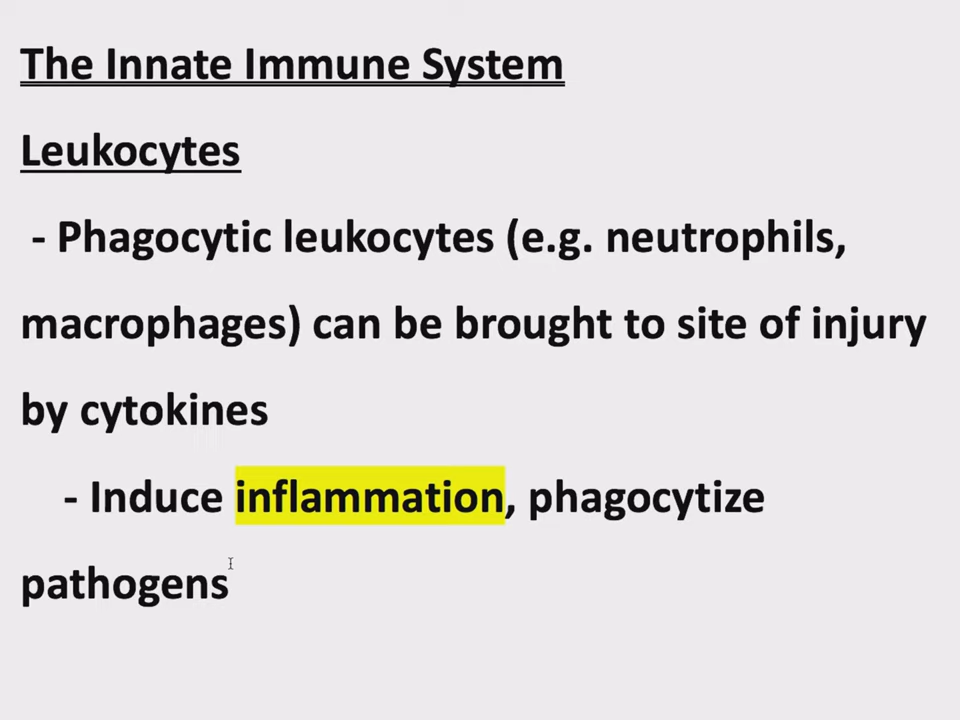 The Innate Immune System
Leukocytes
- Phagocytic leukocytes (e.g. neutrophils,
macrophages) can be brought to site of injury
by cytokines
- Induce inflammation, phagocytize
pathogens